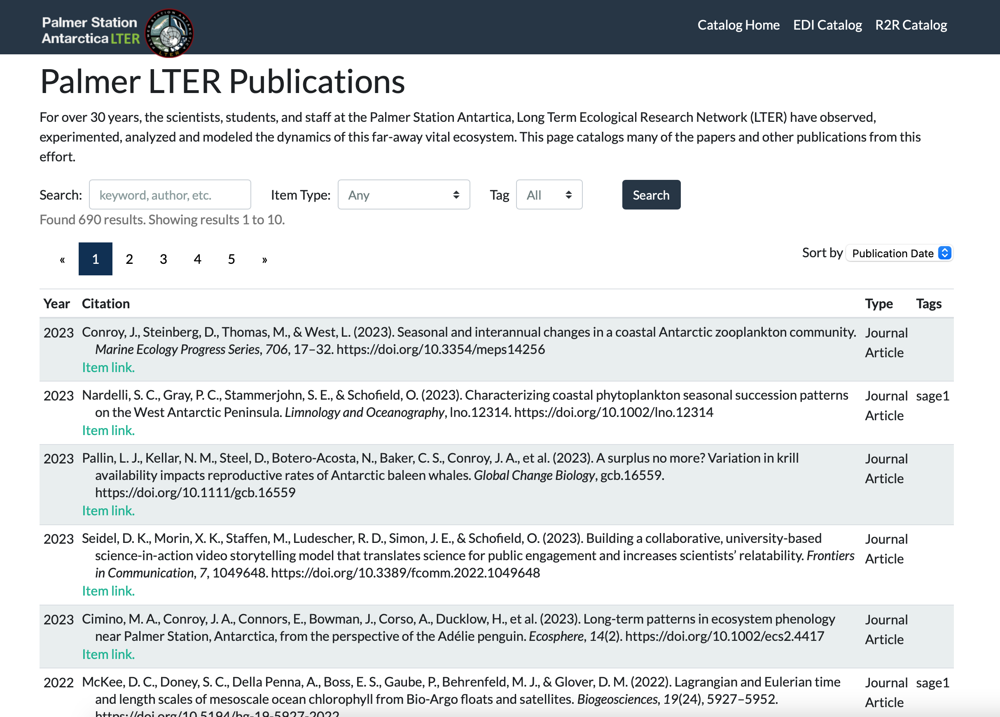 Palmer Station
Antarctica LTER
PALMER STATION ANTARCTICA
LTER
Catalog Home EDI Catalog R2R Catalog
Palmer LTER Publications
For over 30 years, the scientists, students, and staff at the Palmer Station Antartica, Long Term Ecological Research Network (LTER) have observed,
experimented, analyzed and modeled the dynamics of this far-away vital ecosystem. This page catalogs many of the papers and other publications from this
effort.
Search: keyword, author, etc. Item Type: Any Tag All Search
Found 690 results. Showing results 1 to 10.
« 1 2 3 4 5 » Sort by Publication Date
Year Citation Type Tags
2023 Conroy, J., Steinberg, D., Thomas, M., & West, L. (2023). Seasonal and interannual changes in a coastal Antarctic zooplankton community. Journal
Marine Ecology Progress Series, 706, 17–32. https://doi.org/10.3354/meps14256 Article
Item link.
2023 Nardelli, S. C., Gray, P. C., Stammerjohn, S. E., & Schofield, O. (2023). Characterizing coastal phytoplankton seasonal succession patterns Journal sage1
on the West Antarctic Peninsula. Limnology and Oceanography, lno.12314. https://doi.org/10.1002/lno.12314 Article
Item link.
2023 Pallin, L. J., Kellar, N. M., Steel, D., Botero-Acosta, N., Baker, C. S., Conroy, J. A., et al. (2023). A surplus no more? Variation in krill Journal
availability impacts reproductive rates of Antarctic baleen whales. Global Change Biology, gcb.16559. Article
https://doi.org/10.1111/gcb.16559
Item link.
2023 Seidel, D. K., Morin, X. K., Staffen, M., Ludescher, R. D., Simon, J. E., & Schofield, O. (2023). Building a collaborative, university-based Journal
science-in-action video storytelling model that translates science for public engagement and increases scientists’ relatability. Frontiers Article
in Communication, 7, 1049648. https://doi.org/10.3389/fcomm.2022.1049648
Item link.
2023 Cimino, M. A., Conroy, J. A., Connors, E., Bowman, J., Corso, A., Ducklow, H., et al. (2023). Long-term patterns in ecosystem phenology Journal
near Palmer Station, Antarctica, from the perspective of the Adélie penguin. Ecosphere, 14(2). https://doi.org/10.1002/ecs2.4417 Article
Item link.
2022 McKee, D. C., Doney, S. C., Della Penna, A., Boss, E. S., Gaube, P., Behrenfeld, M. J., & Glover, D. M. (2022). Lagrangian and Eulerian time Journal sage1
and length scales of mesoscale ocean chlorophyll from Bio-Argo floats and satellites. Biogeosciences, 19(24), 5927–5952. Article
https://doi.org/10.5194/bg-19-5927-2022